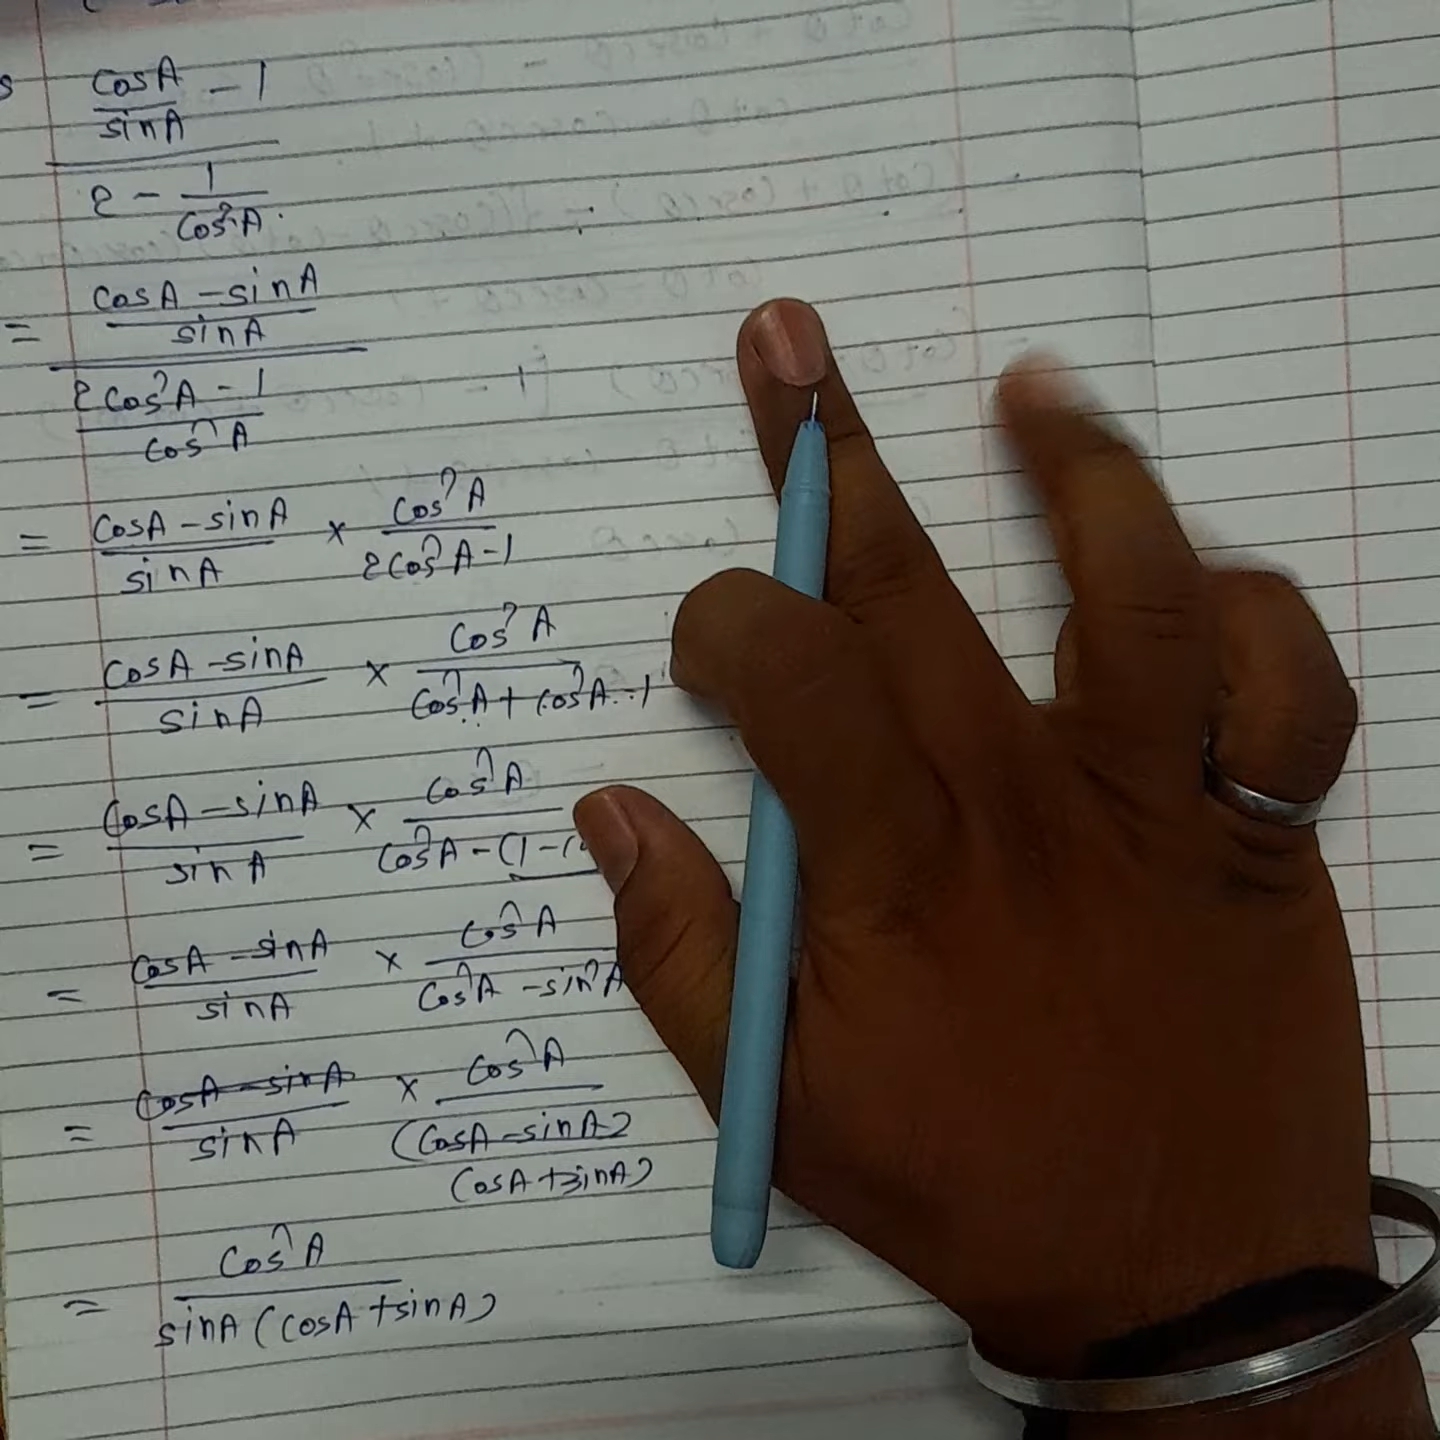 cosA/sinA - 1
2 - 1/cos²A
= cosA - sinA/sinA
2cos²A - 1/cos²A
= cosA - sinA/sinA × cos²A/2cos²A - 1
= cosA - sinA/sinA × cos²A/cos²A + cos²A - 1
= cosA - sinA/sinA × cos²A/cos²A - (1 -
= cosA - sinA/sinA × cos²A/cos²A - sin²A
= cosA - sinA/sinA × cos²A/(cosA - sinA)
(cosA + sinA)
= cos²A/sinA(cosA + sinA)